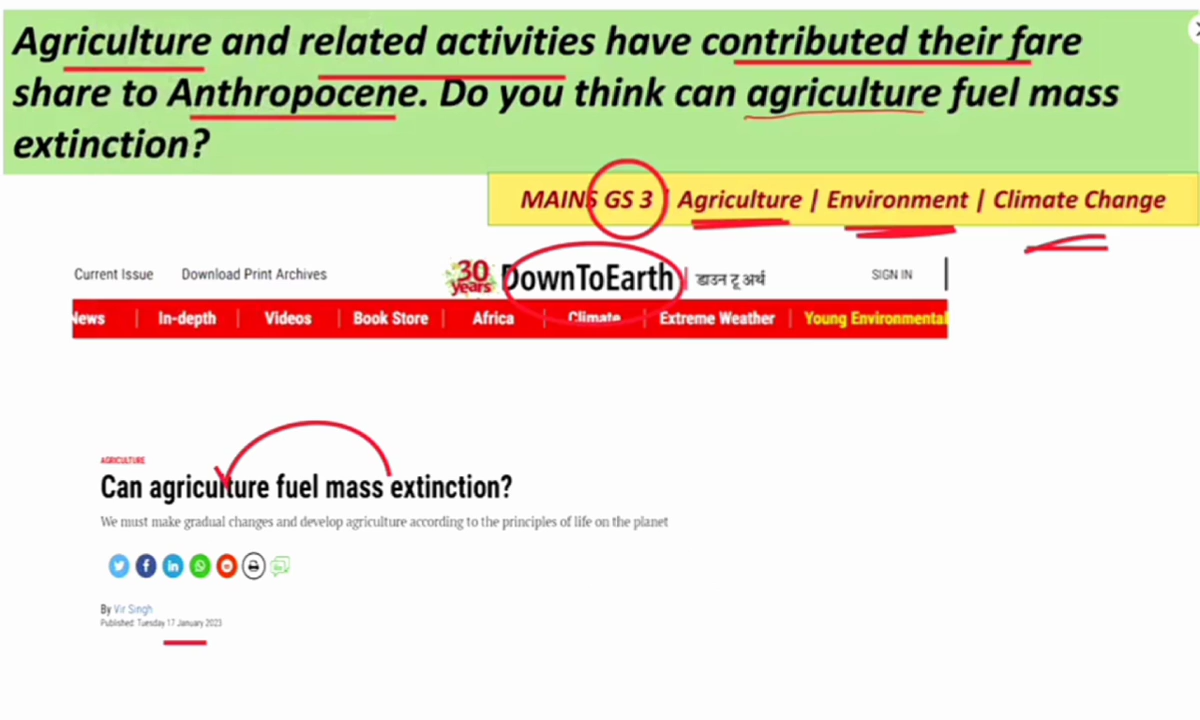 Agriculture and related activities have contributed their fare
share to Anthropocene. Do you think can agriculture fuel mass
extinction?
MAINS GS 3 | Agriculture | Environment | Climate Change
Current Issue Download Print Archives 30 years DownToEarth | डाउन टू अर्थ SIGN IN
News | In-depth | Videos | Book Store | Africa | Climate | Extreme Weather | Young Environmental
AGRICULTURE
Can agriculture fuel mass extinction?
We must make gradual changes and develop agriculture according to the principles of life on the planet
By Vir Singh
Published: Tuesday 17 January 2023